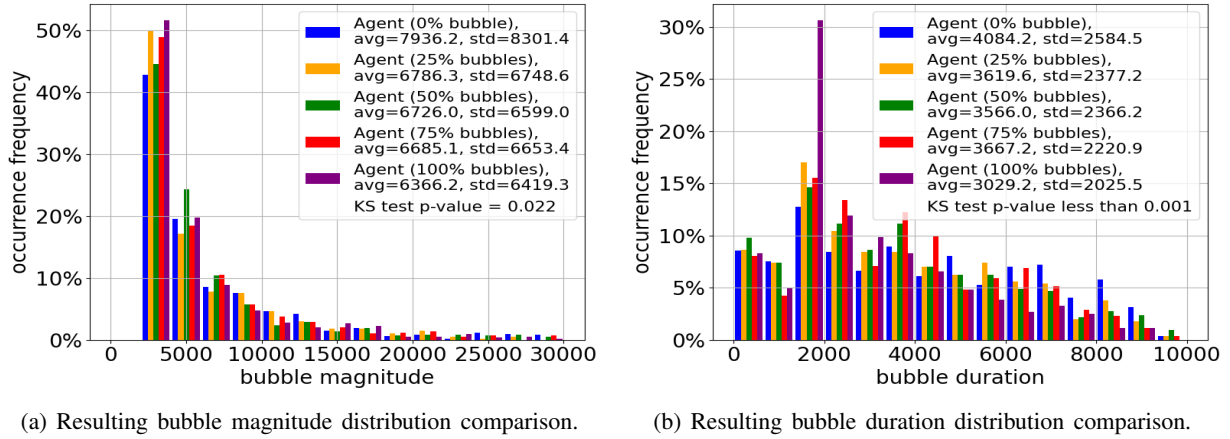 50%
40%
30%
20%
10%
0%
occurrence frequency
Agent (0% bubble),
avg=7936.2, std=8301.4
Agent (25% bubbles),
avg=6786.3, std=6748.6
Agent (50% bubbles),
avg=6726.0, std=6599.0
Agent (75% bubbles),
avg=6685.1, std=6653.4
Agent (100% bubbles),
avg=6366.2, std=6419.3
KS test p-value = 0.022
0 5000 10000 15000 20000 25000 30000
bubble magnitude
(a) Resulting bubble magnitude distribution comparison.
30%
25%
20%
15%
10%
5%
0%
occurrence frequency
Agent (0% bubble),
avg=4084.2, std=2584.5
Agent (25% bubbles),
avg=3619.6, std=2377.2
Agent (50% bubbles),
avg=3566.0, std=2366.2
Agent (75% bubbles),
avg=3667.2, std=2220.9
Agent (100% bubbles),
avg=3029.2, std=2025.5
KS test p-value less than 0.001
0 2000 4000 6000 8000 10000
bubble duration
(b) Resulting bubble duration distribution comparison.